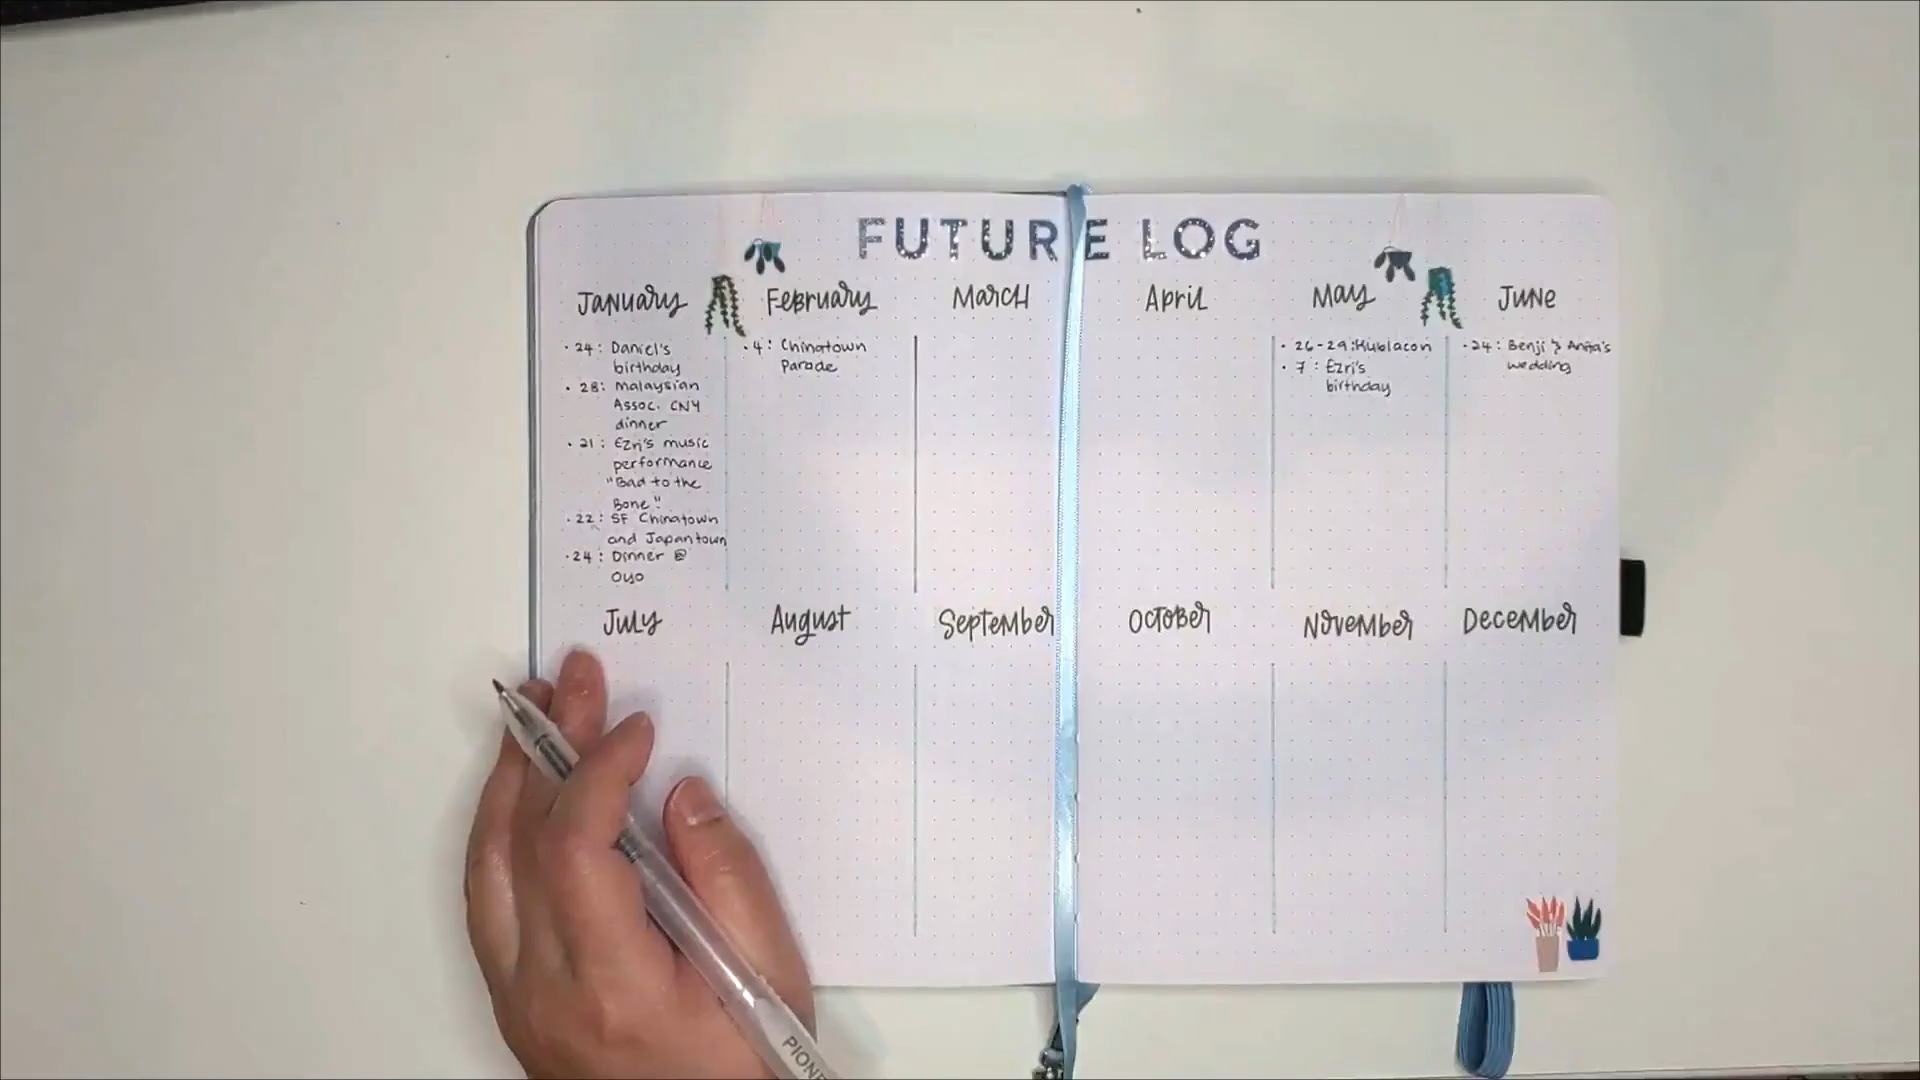 FUTURE LOG
January
· 24: Daniel's
birthday
· 28: Malaysian
Assoc. CNY
dinner
· 21: Ezri's music
performance
"Bad to the
Bone".
· 22: SF Chinatown
and Japantown
· 24: Dinner @
Oyo
February
· 4: Chinatown
Parade
March
April
May
· 26-29: Kublacon
· 7: Ezri's
birthday
June
· 24: Benji & Anita's
wedding
July
August
September
October
November
December